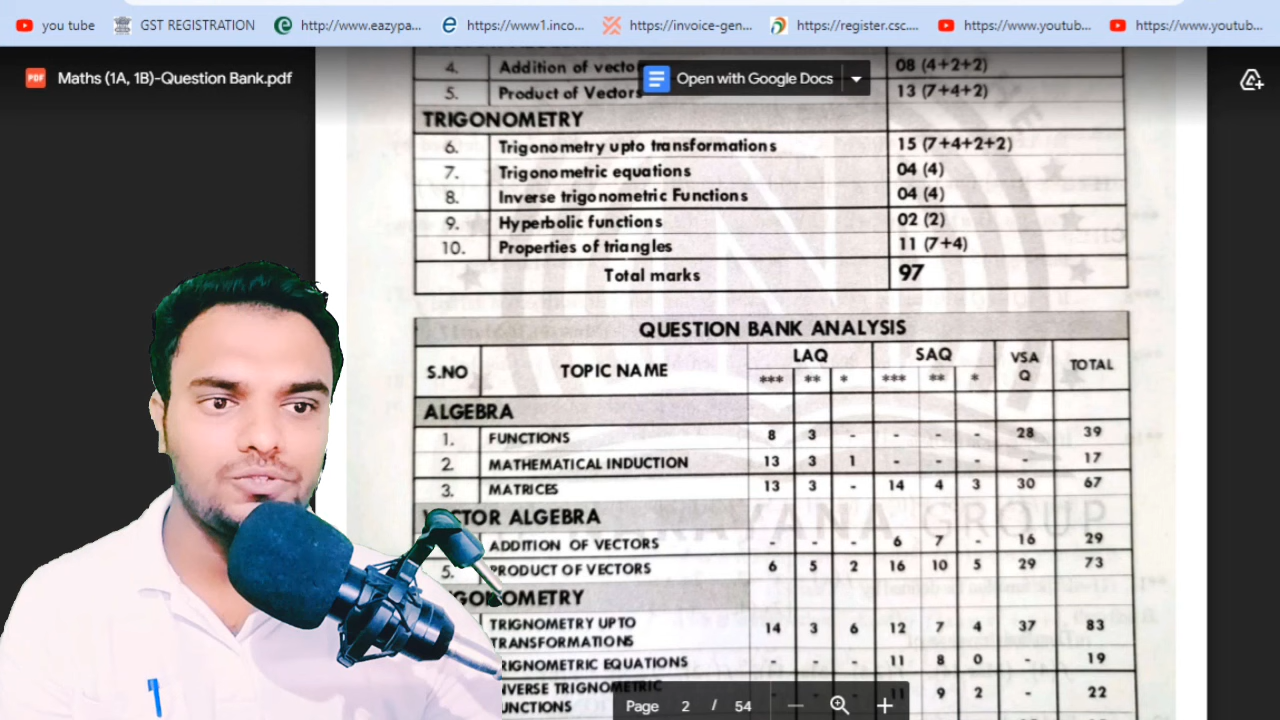 you tube GST REGISTRATION http://www.eazypa... https://www1.inco... https://invoice-gen... https://register.csc.... https://www.youtub... https://www.youtub...
PDF Maths (1A, 1B)-Question Bank.pdf
Open with Google Docs
4. Addition of vecto 08 (4+2+2)
5. Product of Vectors 13 (7+4+2)
TRIGONOMETRY
6. Trigonometry upto transformations 15 (7+4+2+2)
7. Trigonometric equations 04 (4)
8. Inverse trigonometric Functions 04 (4)
9. Hyperbolic functions 02 (2)
10. Properties of triangles 11 (7+4)
Total marks 97
QUESTION BANK ANALYSIS
S.NO TOPIC NAME LAQ SAQ VSA Q TOTAL
*** ** * *** ** *
ALGEBRA
1. FUNCTIONS 8 3 - - - - 28 39
2. MATHEMATICAL INDUCTION 13 3 1 - - - - 17
3. MATRICES 13 3 - 14 4 3 30 67
CTOR ALGEBRA
ADDITION OF VECTORS - - - 6 7 - 16 29
5. PRODUCT OF VECTORS 6 5 2 16 10 5 29 73
GONOMETRY
TRIGNOMETRY UPTO
TRANSFORMATIONS 14 3 6 12 7 4 37 83
RIGNOMETRIC EQUATIONS - - - 11 8 0 - 19
NVERSE TRIGNOMETRIC
UNCTIONS - - 11 9 2 - 22
AYANA GROUP
Page 2 / 54